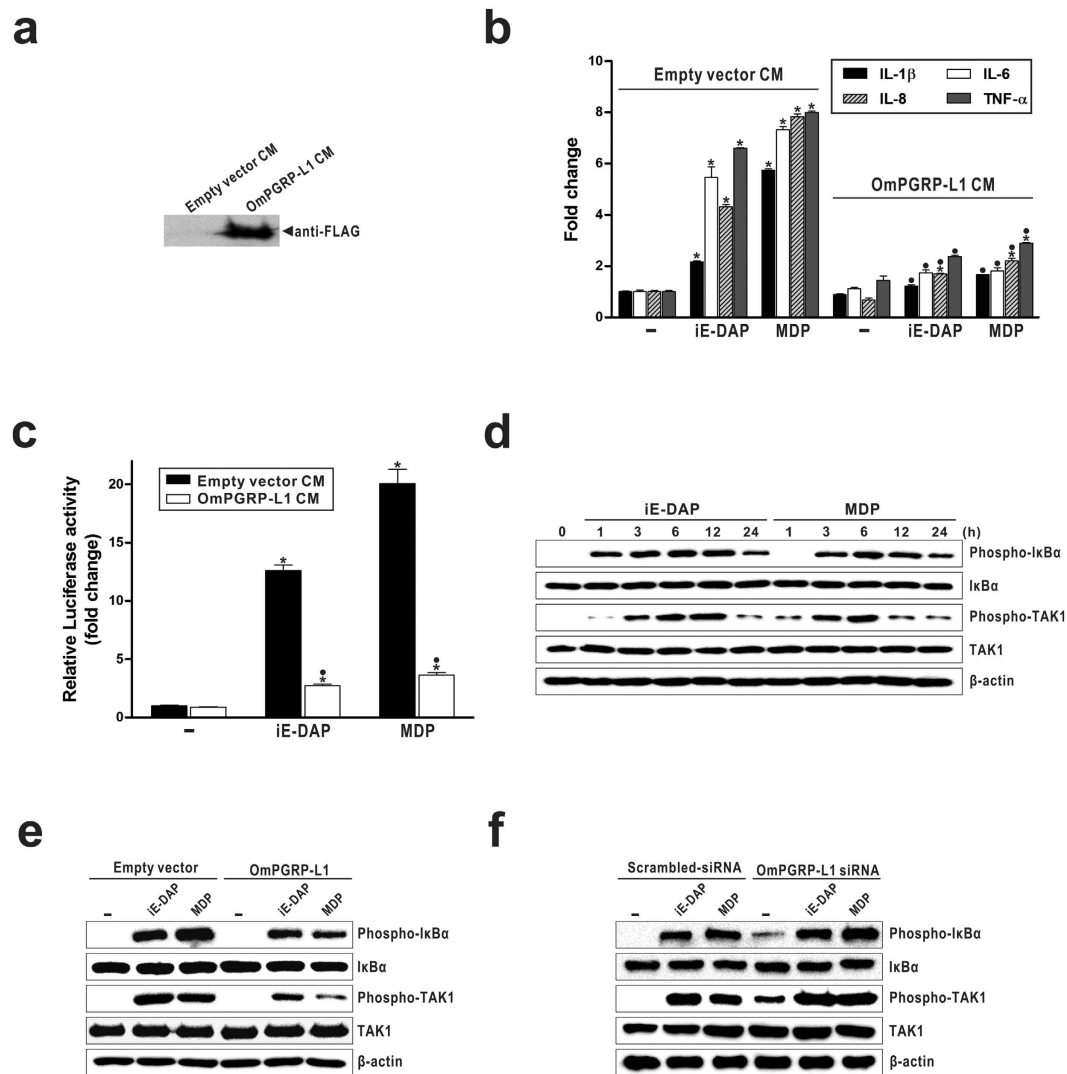 a
Empty vector CM
OmPGRP-L1 CM
anti-FLAG
b
Fold change
10
8
6
4
2
0
Empty vector CM
OmPGRP-L1 CM
IL-1β
IL-6
IL-8
TNF-α
– iE-DAP MDP – iE-DAP MDP
c
Relative Luciferase activity
(fold change)
20
15
10
5
0
Empty vector CM
OmPGRP-L1 CM
– iE-DAP MDP
d
iE-DAP MDP
0 1 3 6 12 24 1 3 6 12 24 (h)
Phospho-IκBα
IκBα
Phospho-TAK1
TAK1
β-actin
e
Empty vector OmPGRP-L1
– iE-DAP MDP – iE-DAP MDP
Phospho-IκBα
IκBα
Phospho-TAK1
TAK1
β-actin
f
Scrambled-siRNA OmPGRP-L1 siRNA
– iE-DAP MDP – iE-DAP MDP
Phospho-IκBα
IκBα
Phospho-TAK1
TAK1
β-actin